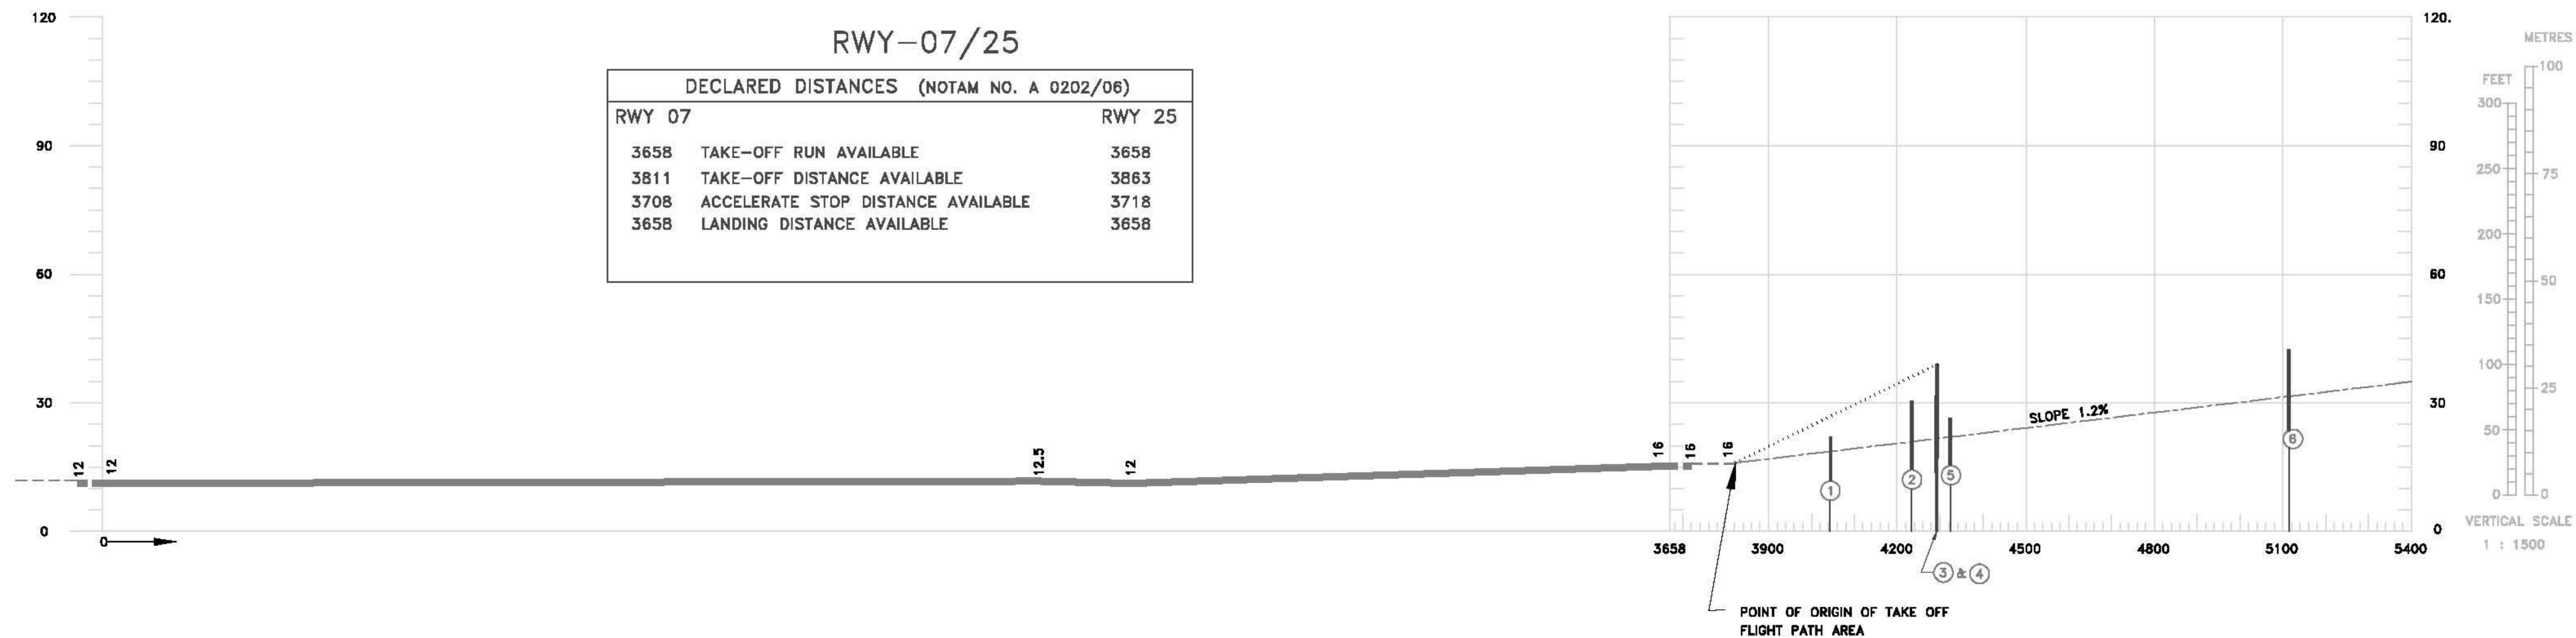 RWY-07/25
DECLARED DISTANCES (NOTAM NO. A 0202/06)
RWY 07 RWY 25
3658 TAKE-OFF RUN AVAILABLE 3658
3811 TAKE-OFF DISTANCE AVAILABLE 3863
3708 ACCELERATE STOP DISTANCE AVAILABLE 3718
3658 LANDING DISTANCE AVAILABLE 3658
120
90
60
30
0
12
12
0
12.5
12
16
16
16
SLOPE 1.2%
1
2
5
6
3 & 4
3658 3900 4200 4500 4800 5100 5400
POINT OF ORIGIN OF TAKE OFF
FLIGHT PATH AREA
120.
90
60
30
0
METRES
FEET
300
250
200
150
100
50
0
100
75
50
25
0
VERTICAL SCALE
1 : 1500